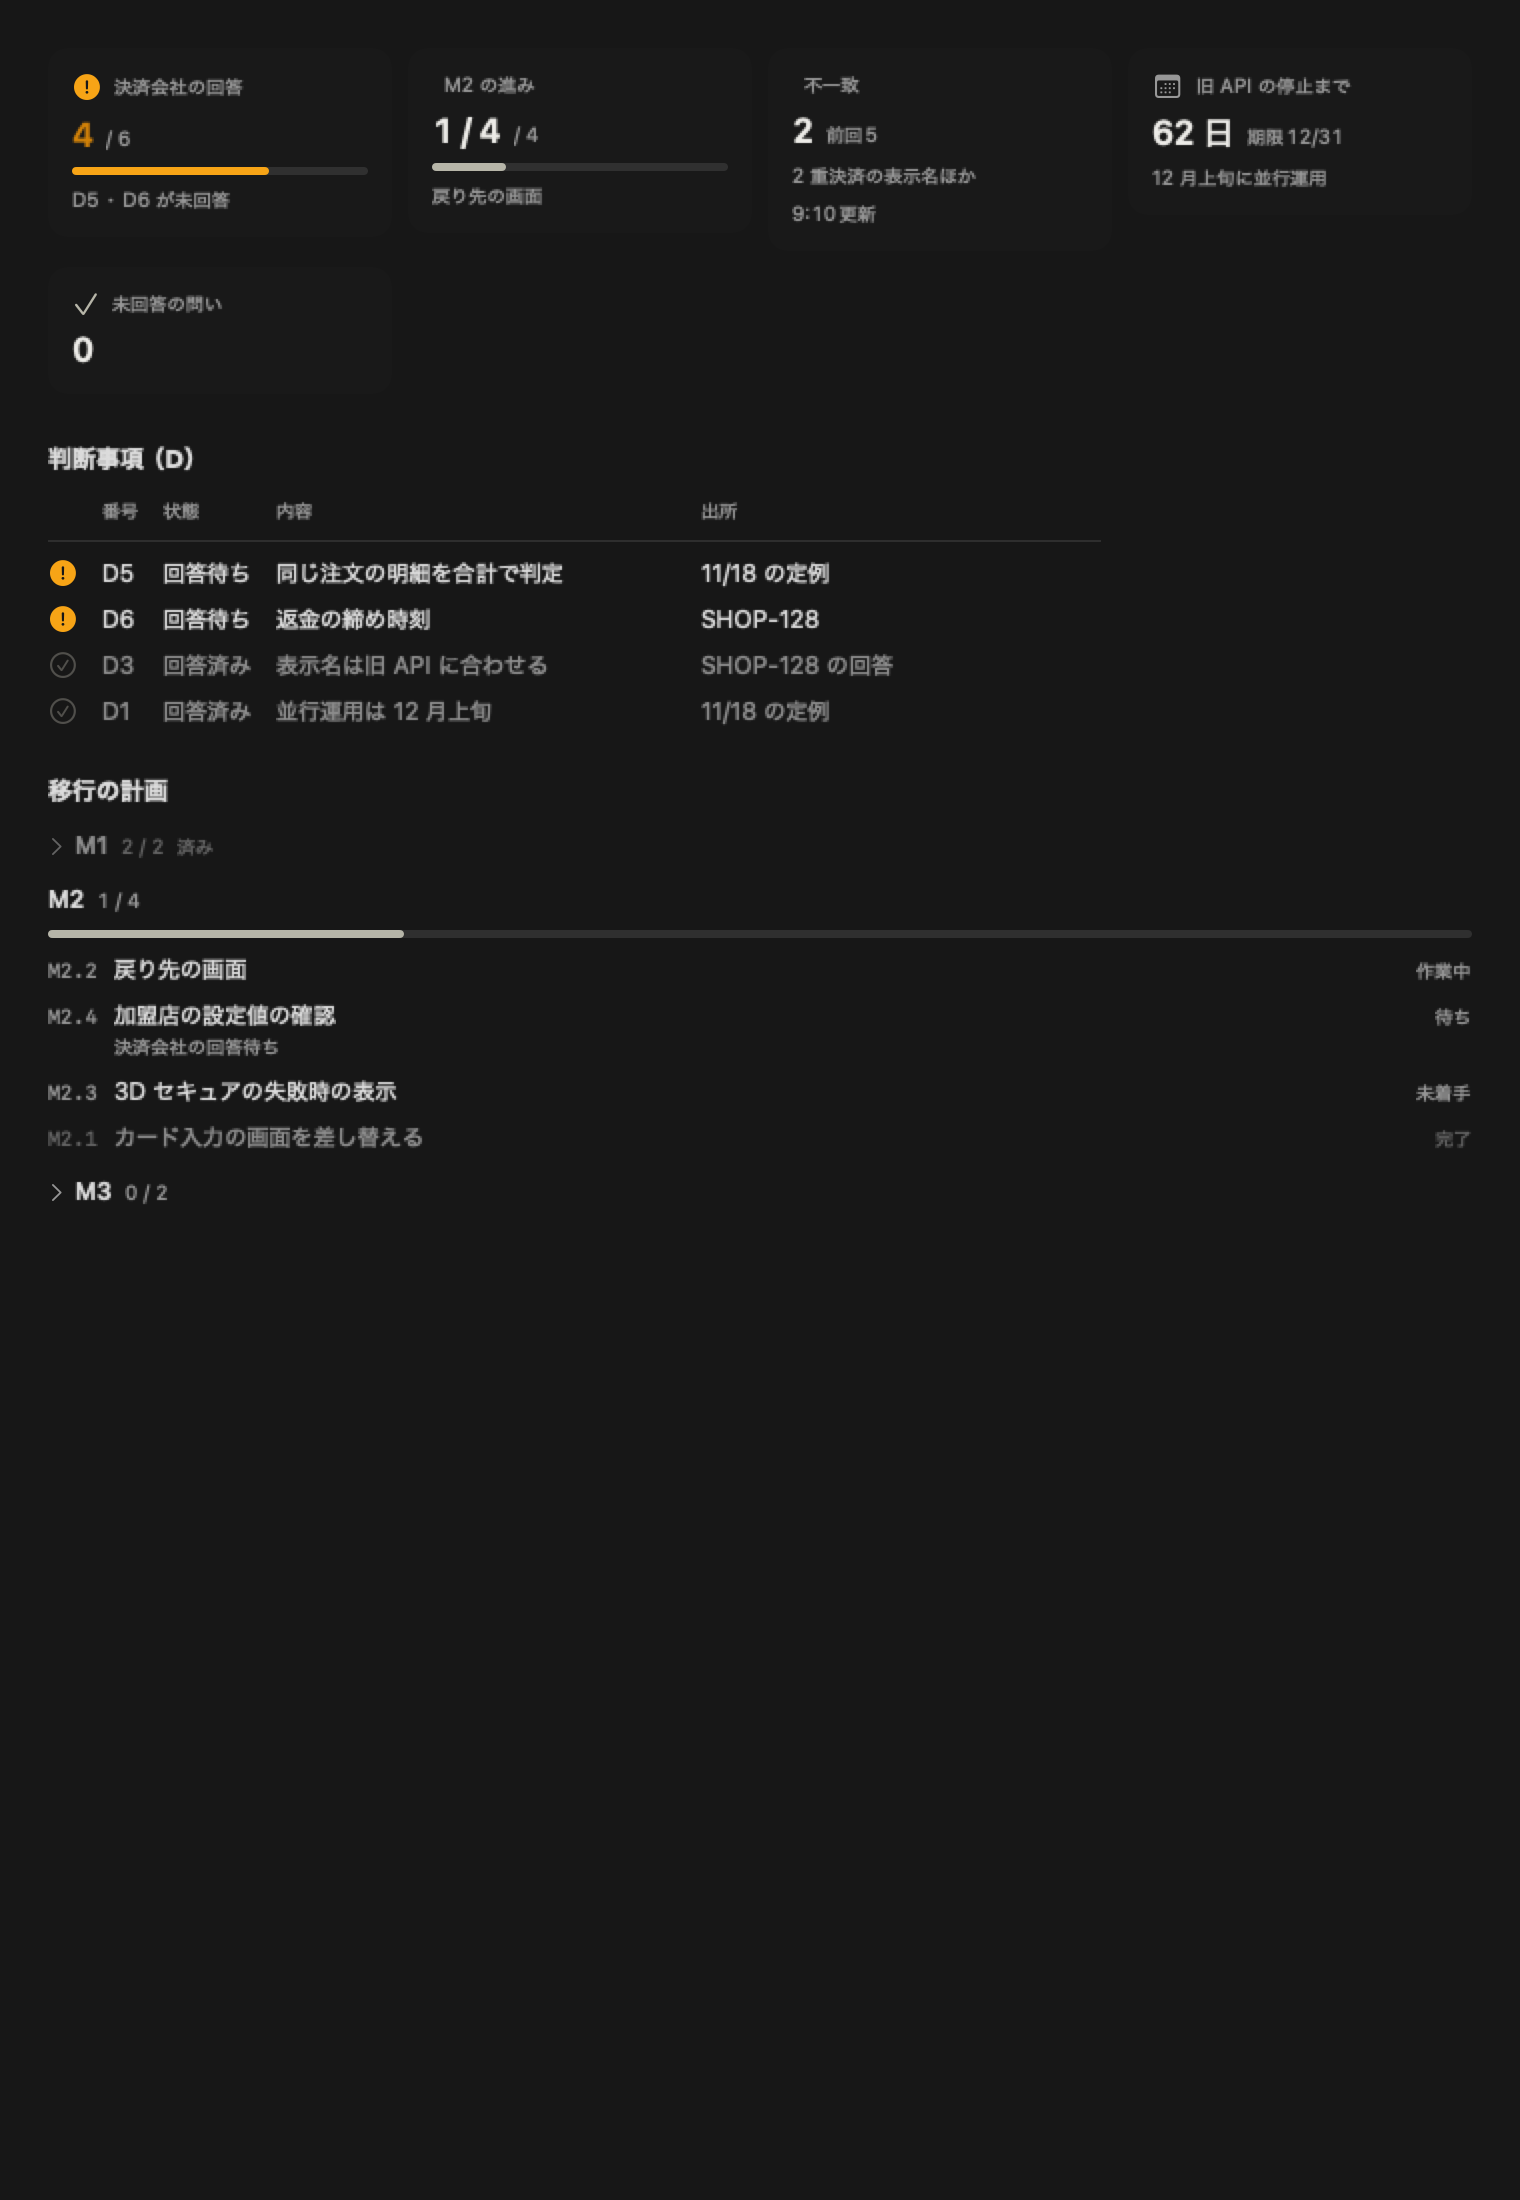 決済会社の回答
4 / 6
D5・D6 が未回答
M2 の進み
1 / 4 / 4
戻り先の画面
不一致
2 前回 5
2 重決済の表示名ほか
9:10 更新
旧 API の停止まで
62 日 期限 12/31
12 月上旬に並行運用
未回答の問い
0
判断事項（D）
番号 状態 内容 出所
D5 回答待ち 同じ注文の明細を合計で判定 11/18 の定例
D6 回答待ち 返金の締め時刻 SHOP-128
D3 回答済み 表示名は旧 API に合わせる SHOP-128 の回答
D1 回答済み 並行運用は 12 月上旬 11/18 の定例
移行の計画
M1 2 / 2 済み
M2 1 / 4
M2.2 戻り先の画面 作業中
M2.4 加盟店の設定値の確認 待ち
決済会社の回答待ち
M2.3 3D セキュアの失敗時の表示 未着手
M2.1 カード入力の画面を差し替える 完了
M3 0 / 2